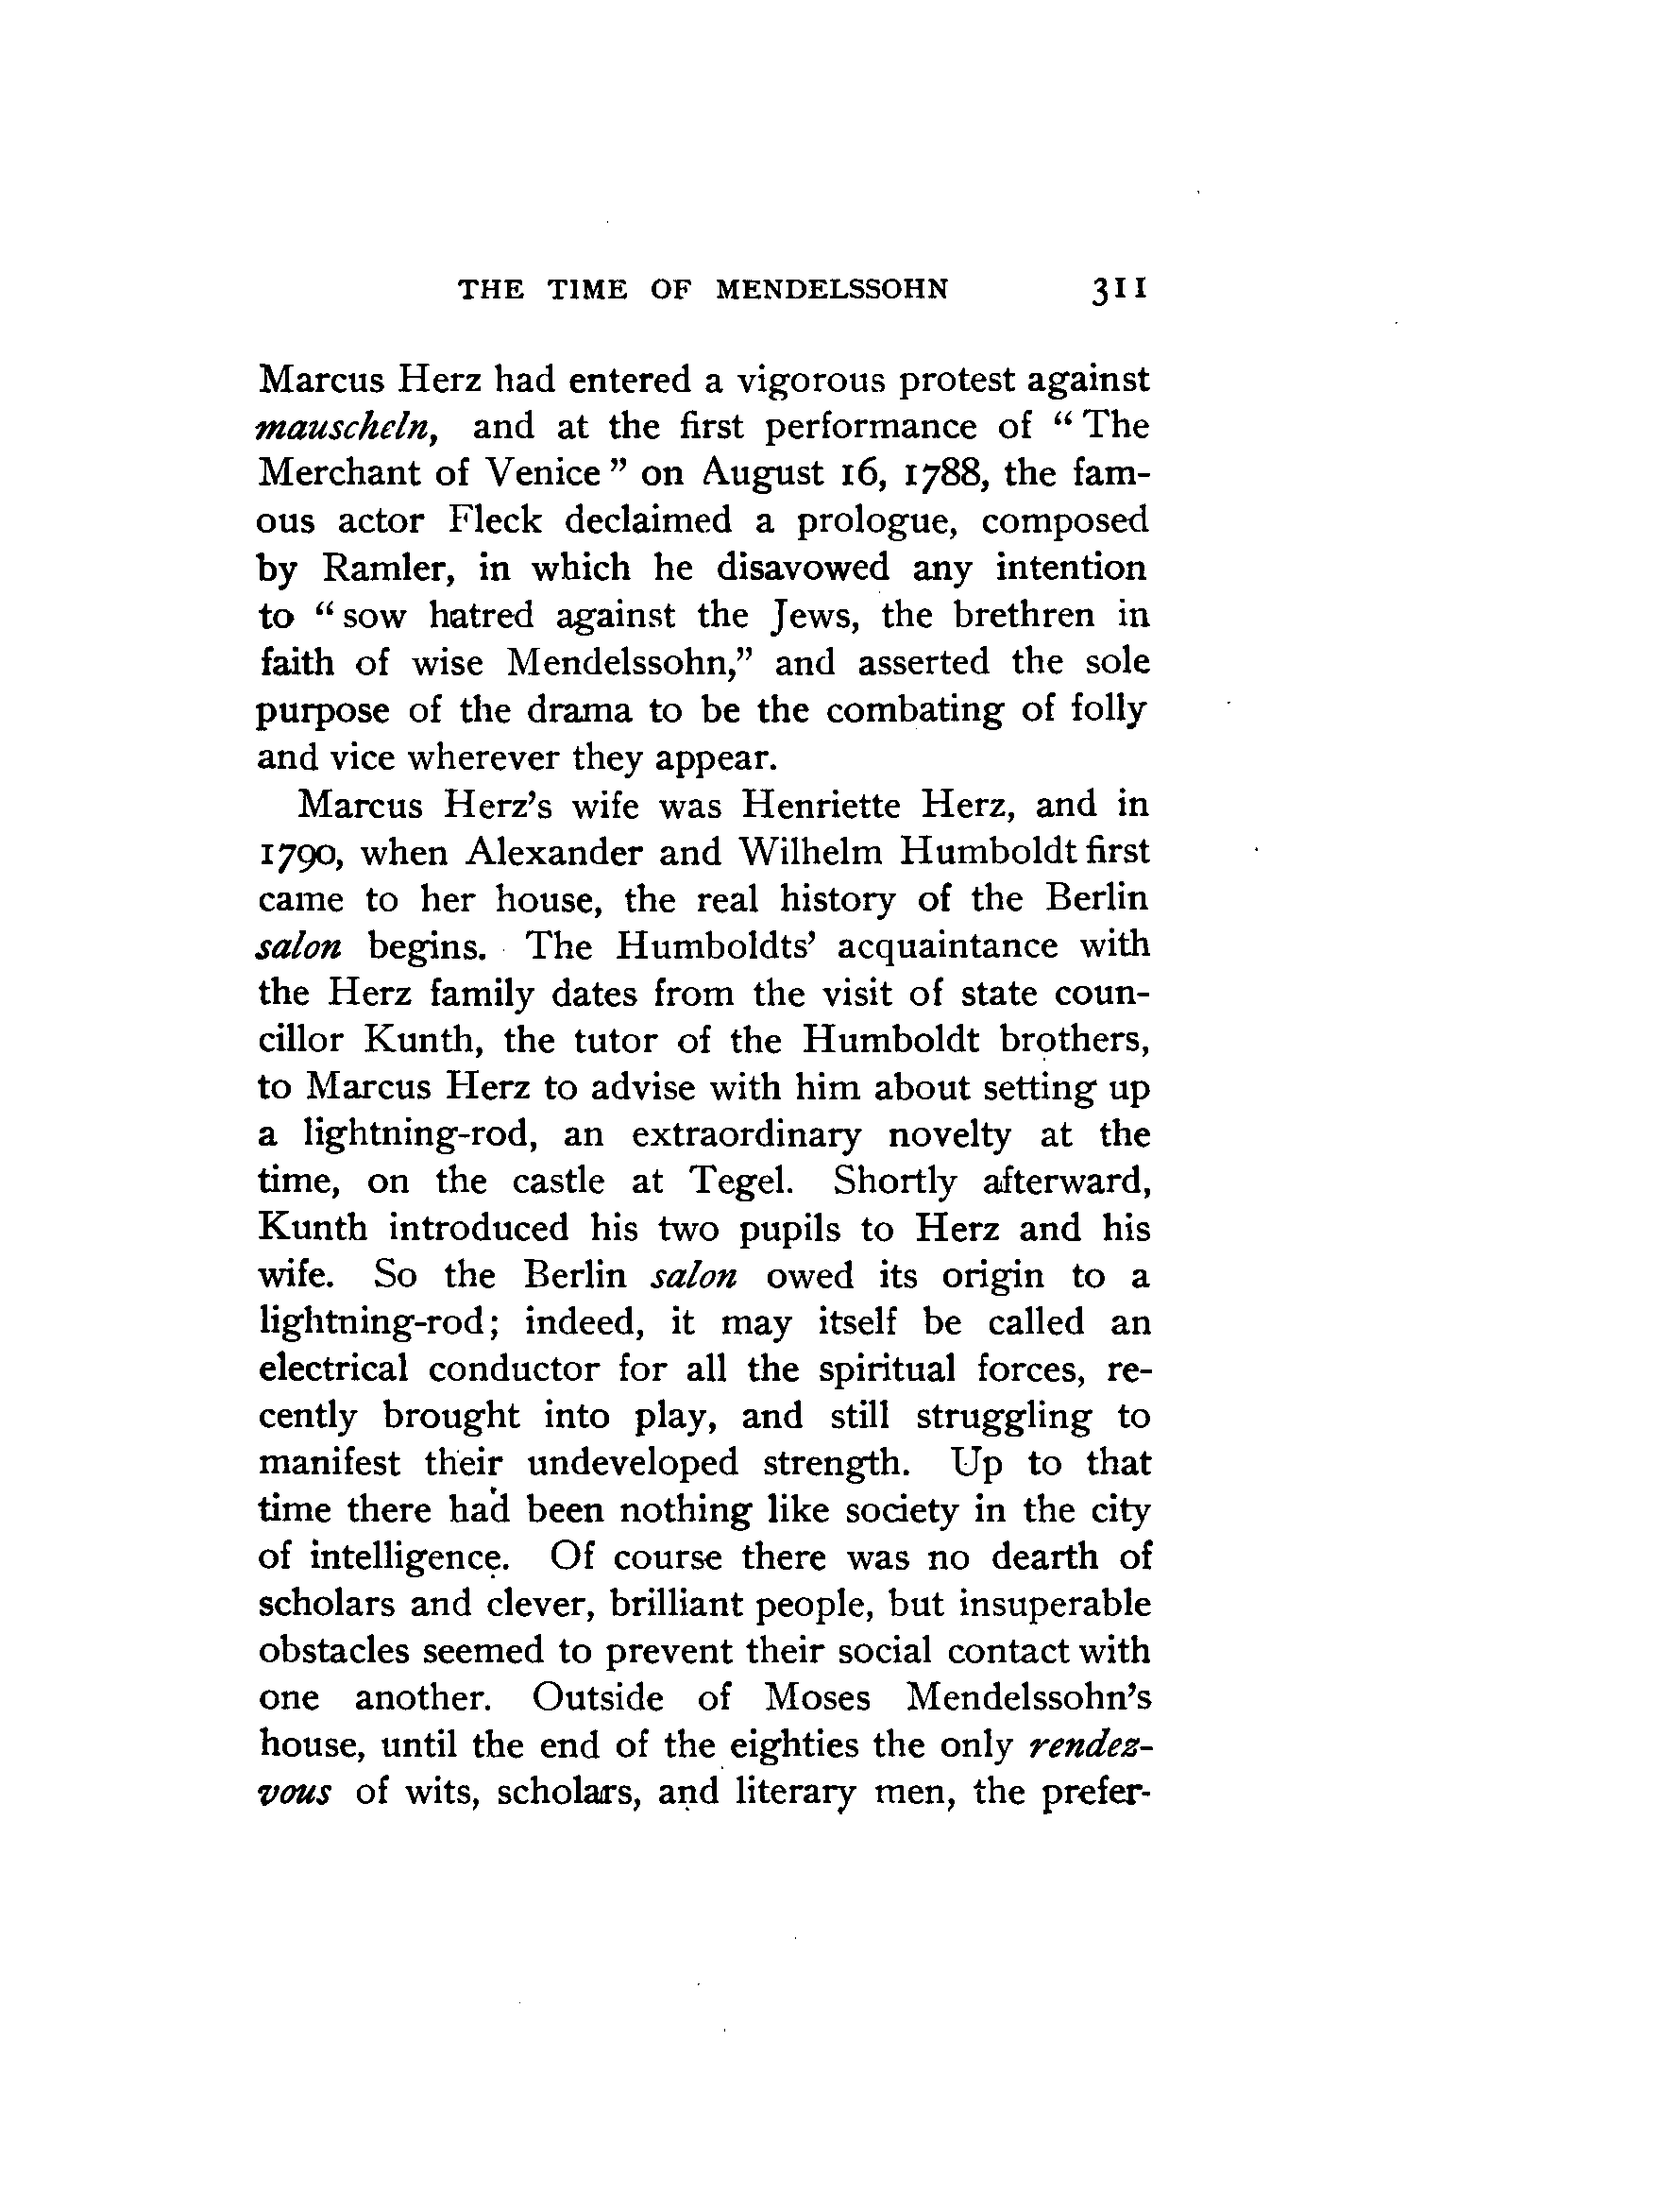 THE TIME OF MENDELSSOHN 311
Marcus Herz had entered a vigorous protest against
mauscheln, and at the first performance of “The
Merchant of Venice” on August 16, 1788, the fam-
ous actor Fleck declaimed a prologue, composed
by Ramler, in which he disavowed any intention
to “sow hatred against the Jews, the brethren in
faith of wise Mendelssohn,” and asserted the sole
purpose of the drama to be the combating of folly
and vice wherever they appear.
Marcus Herz’s wife was Henriette Herz, and in
1790, when Alexander and Wilhelm Humboldt first
came to her house, the real history of the Berlin
salon begins. The Humboldts’ acquaintance with
the Herz family dates from the visit of state coun-
cillor Kunth, the tutor of the Humboldt brothers,
to Marcus Herz to advise with him about setting up
a lightning-rod, an extraordinary novelty at the
time, on the castle at Tegel. Shortly afterward,
Kunth introduced his two pupils to Herz and his
wife. So the Berlin salon owed its origin to a
lightning-rod; indeed, it may itself be called an
electrical conductor for all the spiritual forces, re-
cently brought into play, and still struggling to
manifest their undeveloped strength. Up to that
time there had been nothing like society in the city
of intelligence. Of course there was no dearth of
scholars and clever, brilliant people, but insuperable
obstacles seemed to prevent their social contact with
one another. Outside of Moses Mendelssohn’s
house, until the end of the eighties the only rendez-
vous of wits, scholars, and literary men, the prefer-